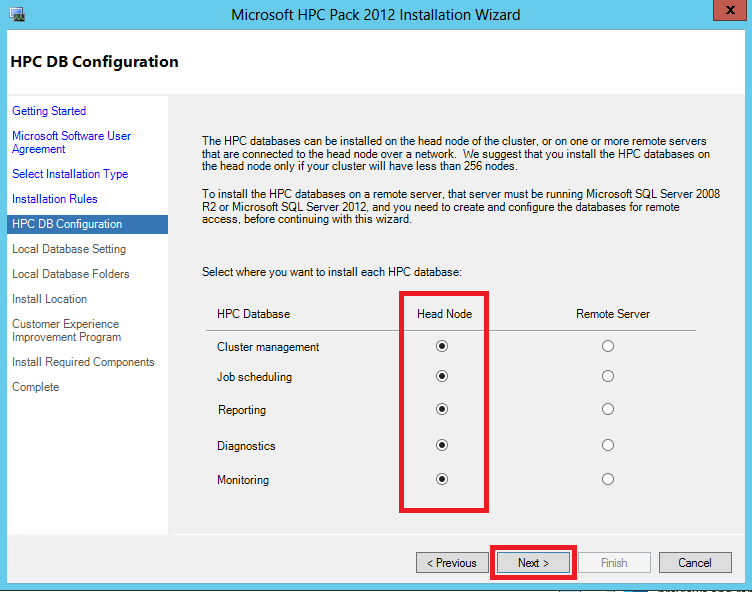 Microsoft HPC Pack 2012 Installation Wizard
x
HPC DB Configuration
Getting Started
Microsoft Software User
Agreement
Select Installation Type
Installation Rules
HPC DB Configuration
Local Database Setting
Local Database Folders
Install Location
Customer Experience
Improvement Program
Install Required Components
Complete
The HPC databases can be installed on the head node of the cluster, or on one or more remote servers
that are connected to the head node over a network. We suggest that you install the HPC databases on
the head node only if your cluster will have less than 256 nodes.
To install the HPC databases on a remote server, that server must be running Microsoft SQL Server 2008
R2 or Microsoft SQL Server 2012, and you need to create and configure the databases for remote
access, before continuing with this wizard.
Select where you want to install each HPC database:
HPC Database Head Node Remote Server
Cluster management
Job scheduling
Reporting
Diagnostics
Monitoring
< Previous Next > Finish Cancel